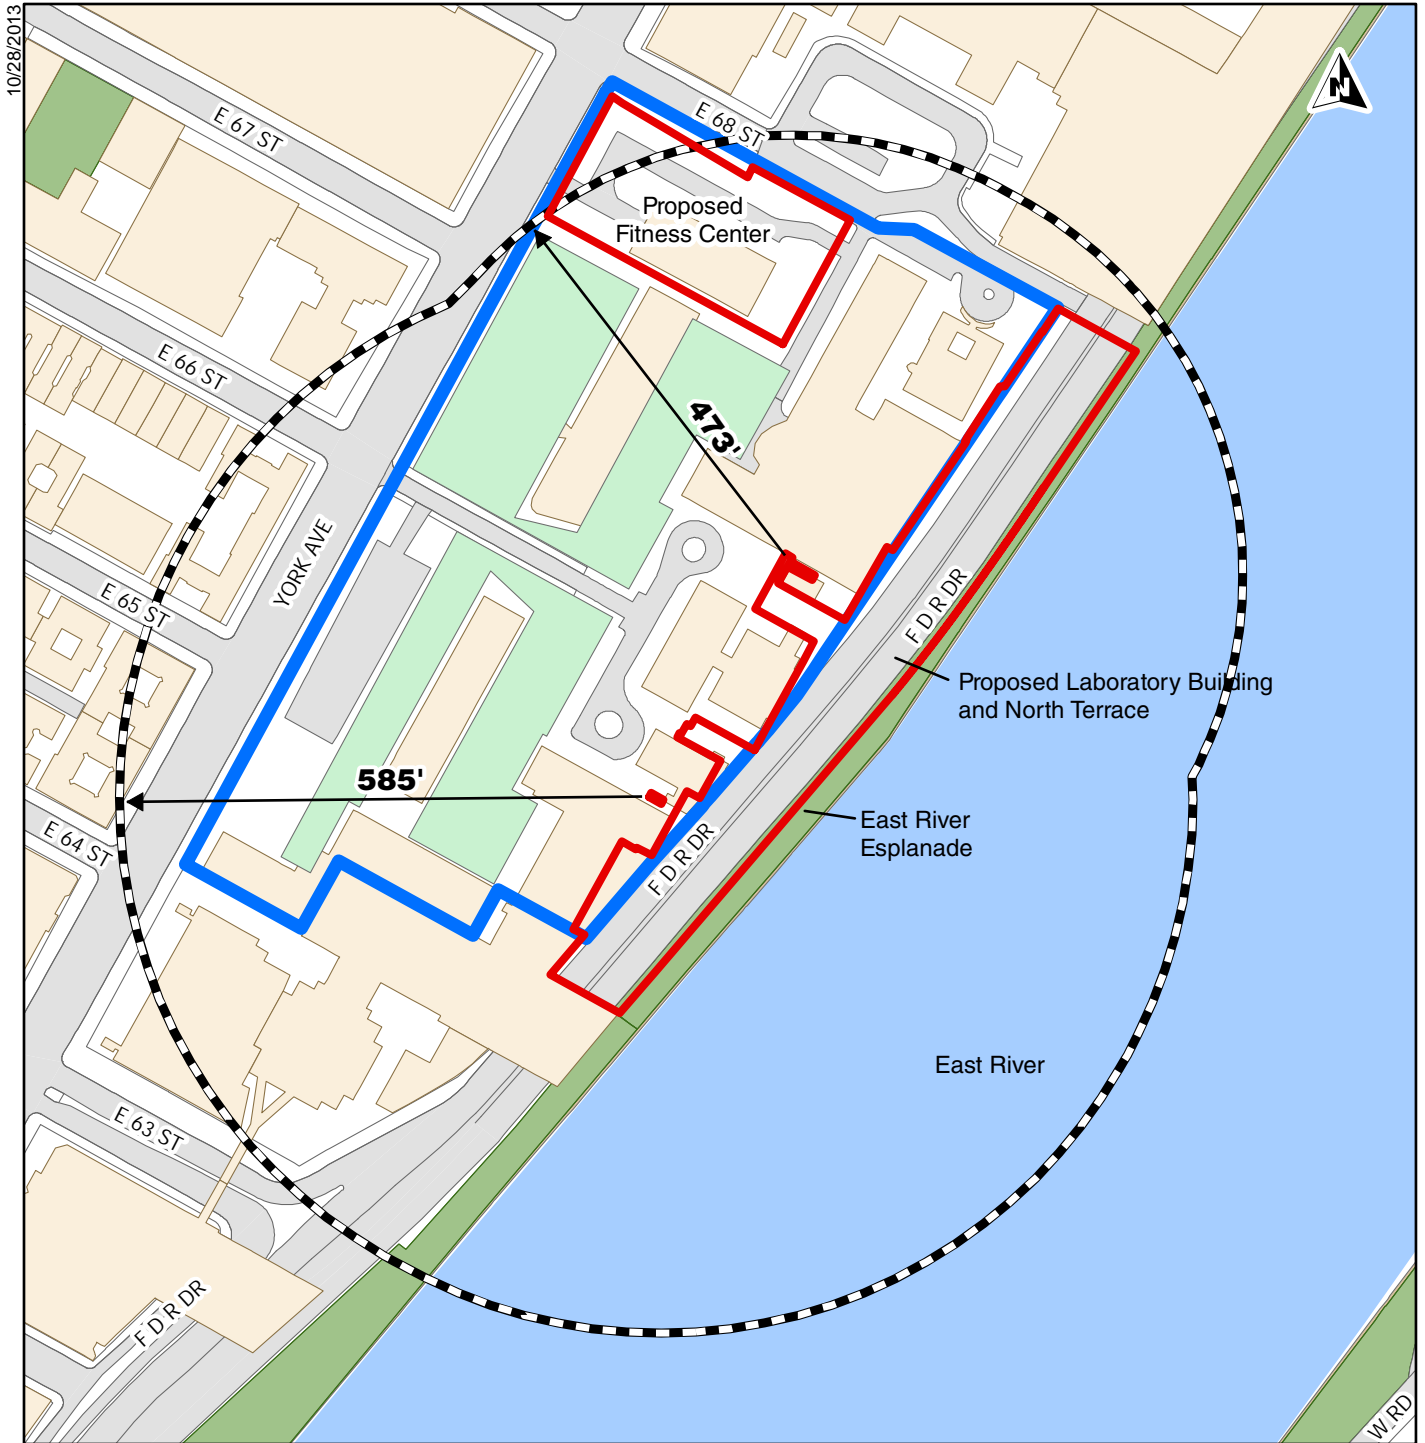 10/28/2013
N
E 68 ST
E 67 ST
Proposed
Fitness Center
E 66 ST
473'
YORK AVE
E 65 ST
F D R DR
Proposed Laboratory Building
and North Terrace
585'
East River
Esplanade
E 64 ST
F D R DR
East River
E 63 ST
F D R DR
W RD